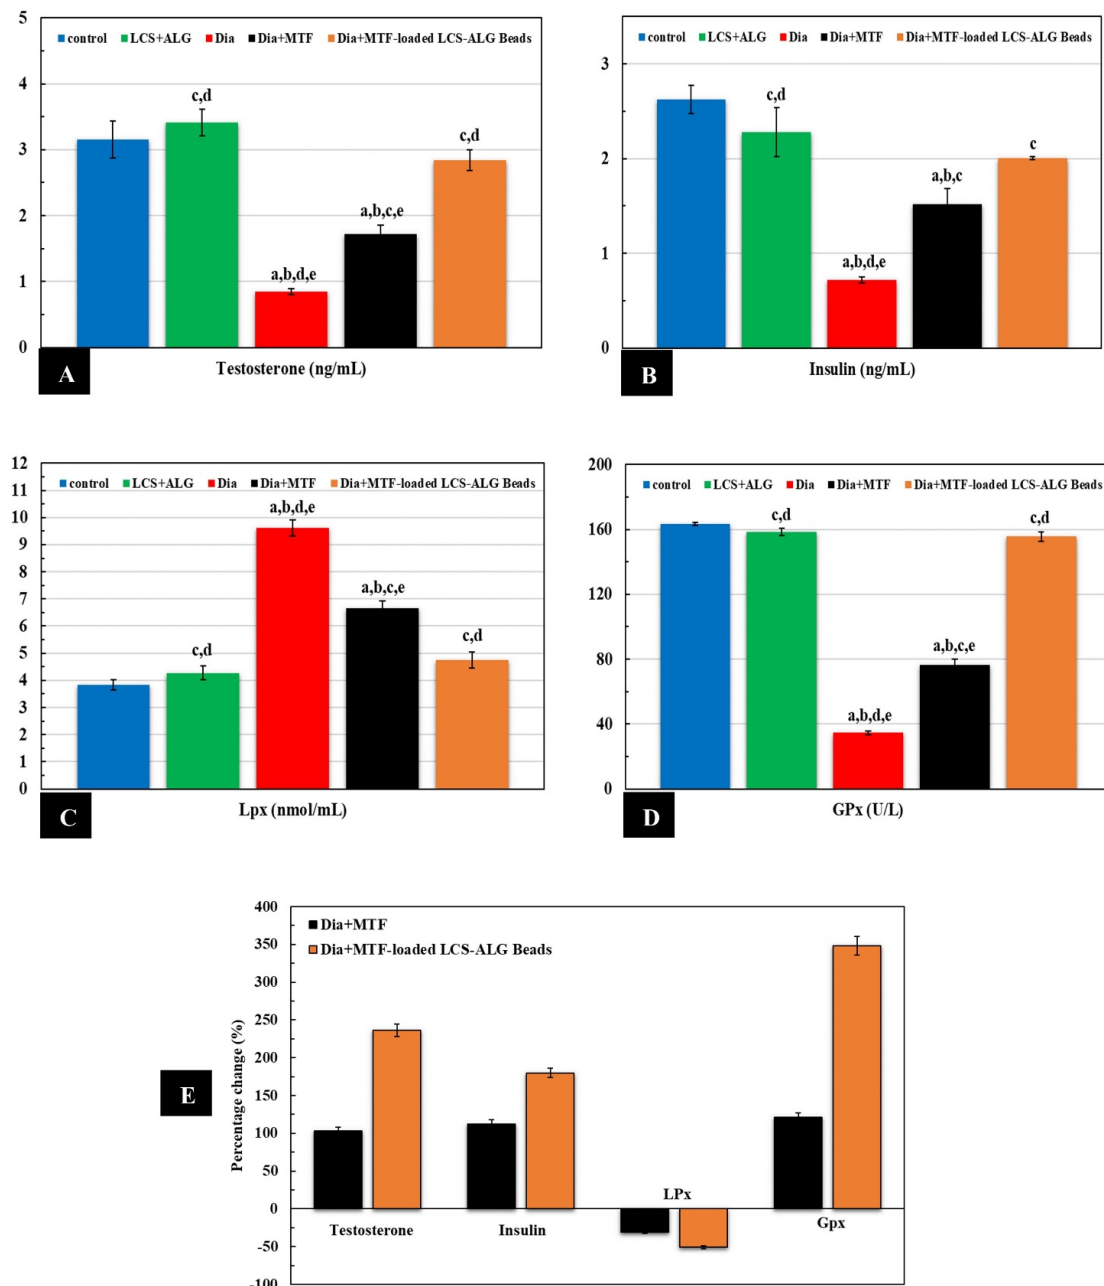 5
control LCS+ALG Dia Dia+MTF Dia+MTF-loaded LCS-ALG Beads
4
c,d
c,d
3
a,b,c,e
2
a,b,d,e
1
0
A
Testosterone (ng/mL)
control LCS+ALG Dia Dia+MTF Dia+MTF-loaded LCS-ALG Beads
3
c,d
c
2
a,b,c
a,b,d,e
1
0
B
Insulin (ng/mL)
12
control LCS+ALG Dia Dia+MTF Dia+MTF-loaded LCS-ALG Beads
11
a,b,d,e
10
9
8
a,b,c,e
7
6
c,d
c,d
5
4
3
2
1
0
C
Lpx (nmol/mL)
200
control LCS+ALG Dia Dia+MTF Dia+MTF-loaded LCS-ALG Beads
c,d
c,d
160
120
a,b,c,e
80
a,b,d,e
40
0
D
GPx (U/L)
400
Dia+MTF
Dia+MTF-loaded LCS-ALG Beads
350
300
250
200
150
100
50
0
-50
-100
Percentage change (%)
E
LPx
Testosterone
Insulin
Gpx